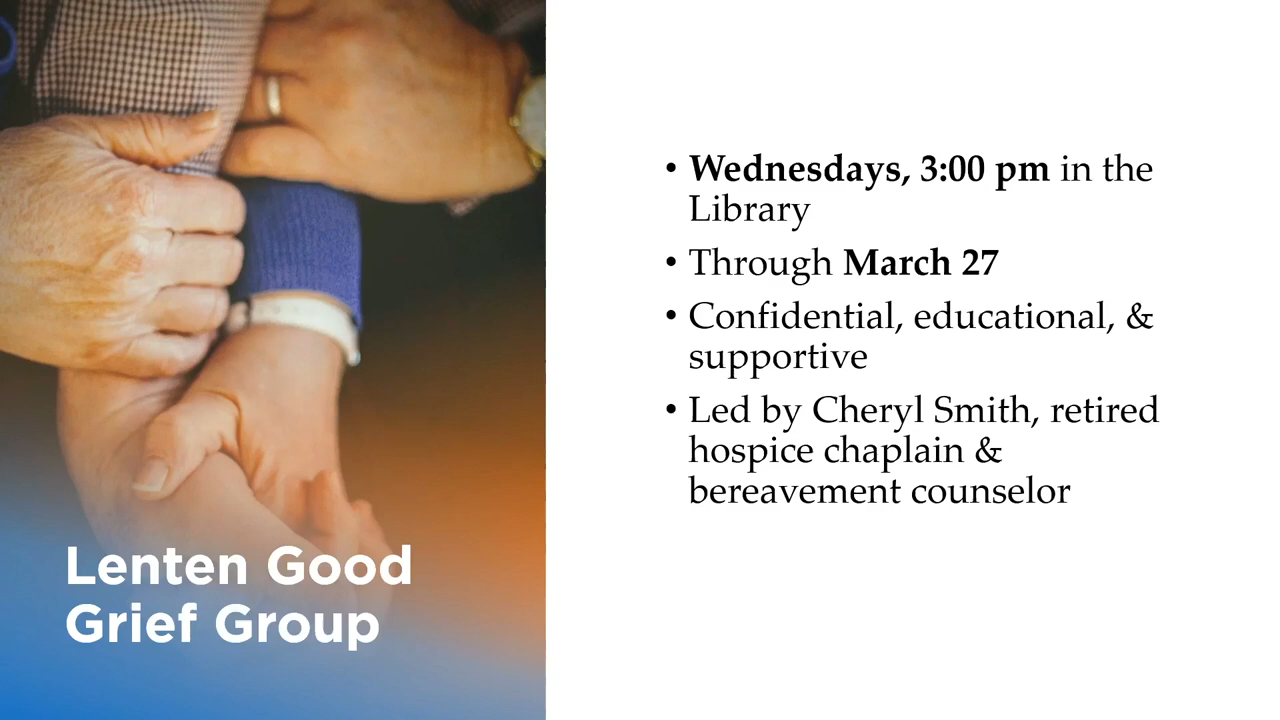 Lenten Good
Grief Group
• Wednesdays, 3:00 pm in the
Library
• Through March 27
• Confidential, educational, &
supportive
• Led by Cheryl Smith, retired
hospice chaplain &
bereavement counselor